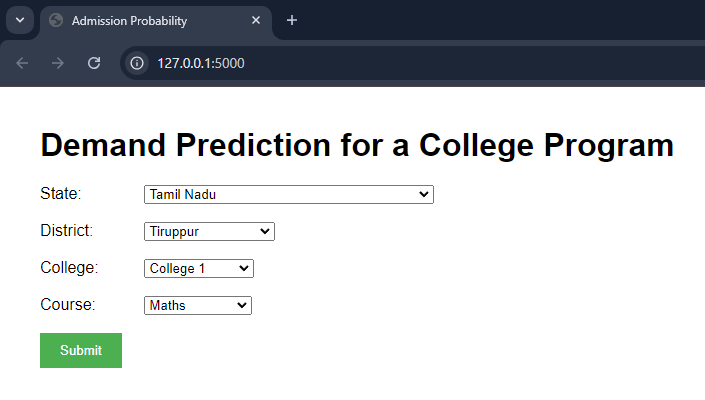 Admission Probability
127.0.0.1:5000
Demand Prediction for a College Program
State: Tamil Nadu
District: Tiruppur
College: College 1
Course: Maths
Submit